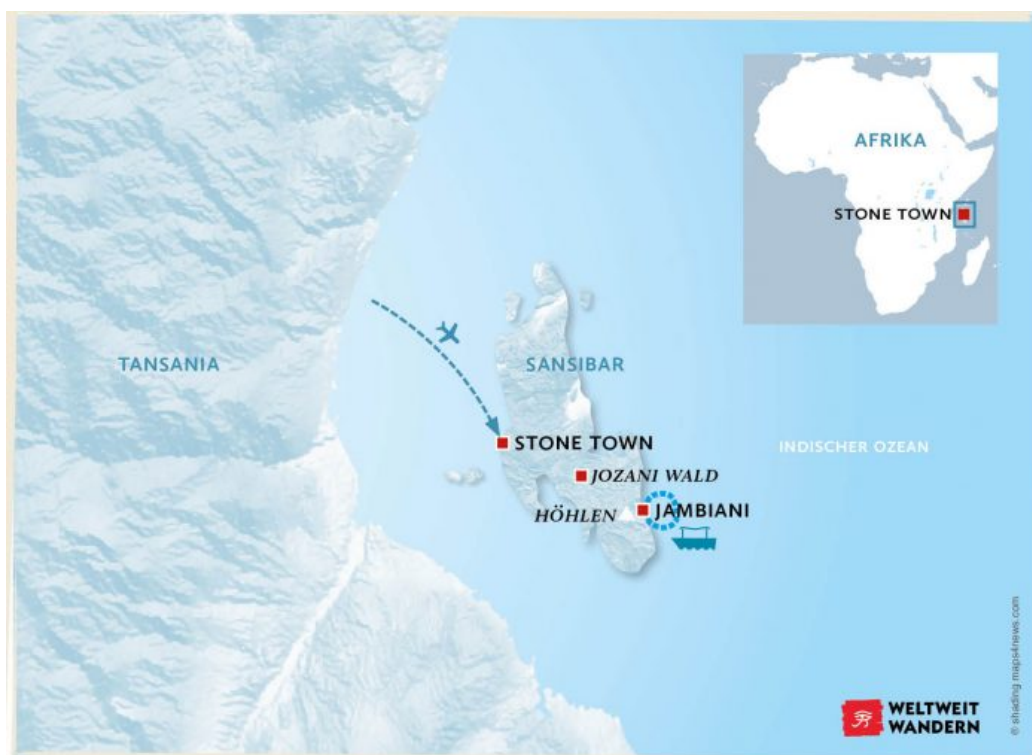 AFRIKA
STONE TOWN
TANSANIA
SANSIBAR
STONE TOWN
INDISCHER OZEAN
JOZANI WALD
HÖHLEN
JAMBIANI
WELTWEIT
WANDERN
© shading maps4news.com